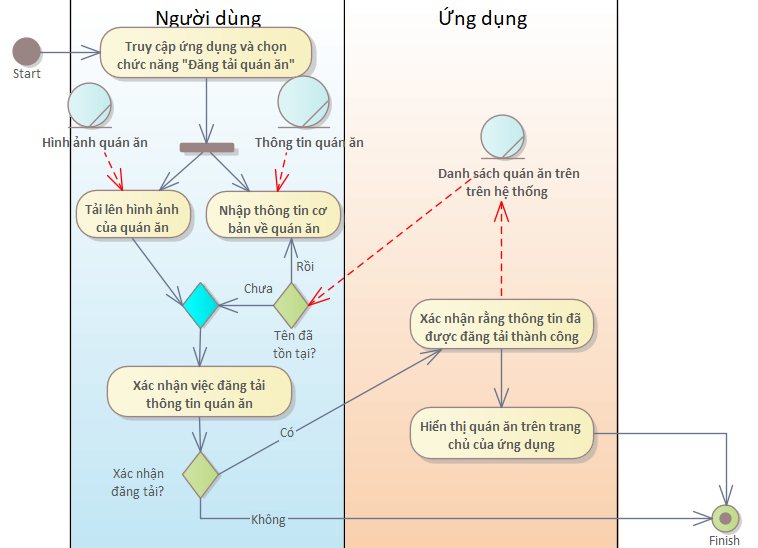 Người dùng
Ứng dụng
Start
Truy cập ứng dụng và chọn
chức năng "Đăng tải quán ăn"
Hình ảnh quán ăn
Thông tin quán ăn
Danh sách quán ăn trên
trên hệ thống
Tải lên hình ảnh
của quán ăn
Nhập thông tin cơ
bản về quán ăn
Rồi
Chưa
Tên đã
tồn tại?
Xác nhận rằng thông tin đã
được đăng tải thành công
Xác nhận việc đăng tải
thông tin quán ăn
Có
Hiển thị quán ăn trên trang
chủ của ứng dụng
Xác nhận
đăng tải?
Không
Finish